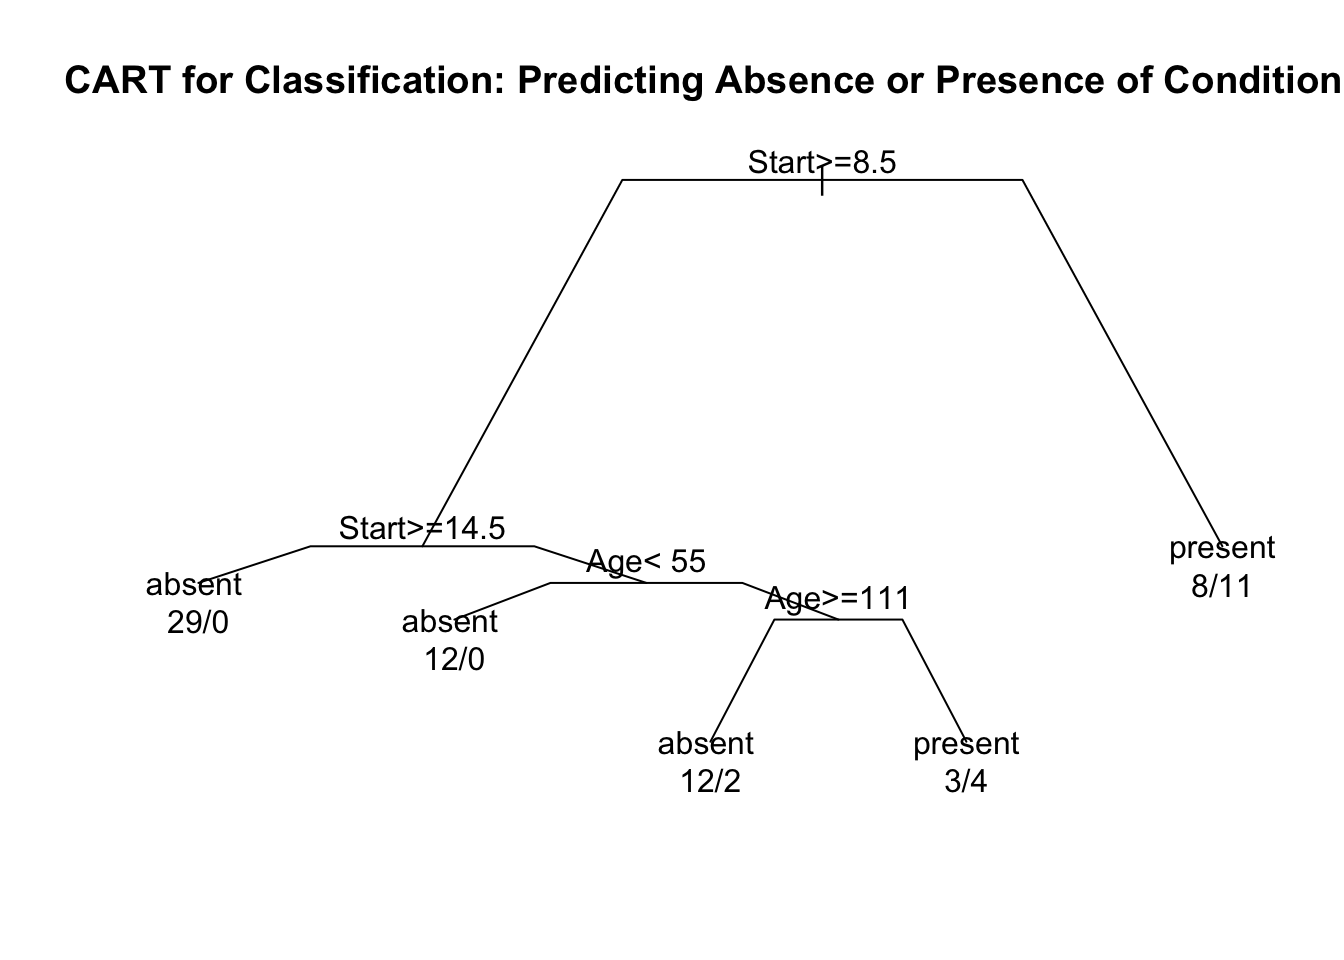 CART for Classification: Predicting Absence or Presence of Condition
Start>=8.5
Start>=14.5
absent
29/0
Age< 55
absent
12/0
Age>=111
absent
12/2
present
3/4
present
8/11